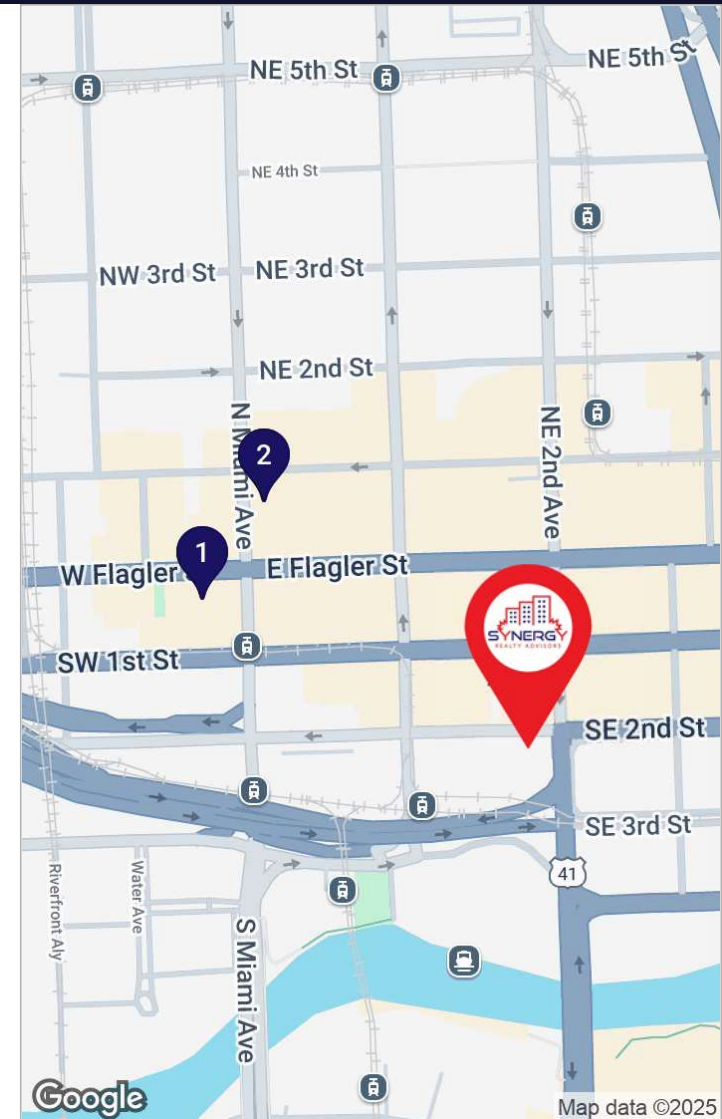 NE 5th St
NE 5th St
NE 4th St
NW 3rd St
NE 3rd St
NE 2nd St
N Miami Ave
2
NE 2nd Ave
1
W Flagler
E Flagler St
SYNERGY
REALTY ADVISORS
SW 1st St
SE 2nd St
SE 3rd St
41
Riverfront Aly
Water Ave
S Miami Ave
Google
Map data ©2025